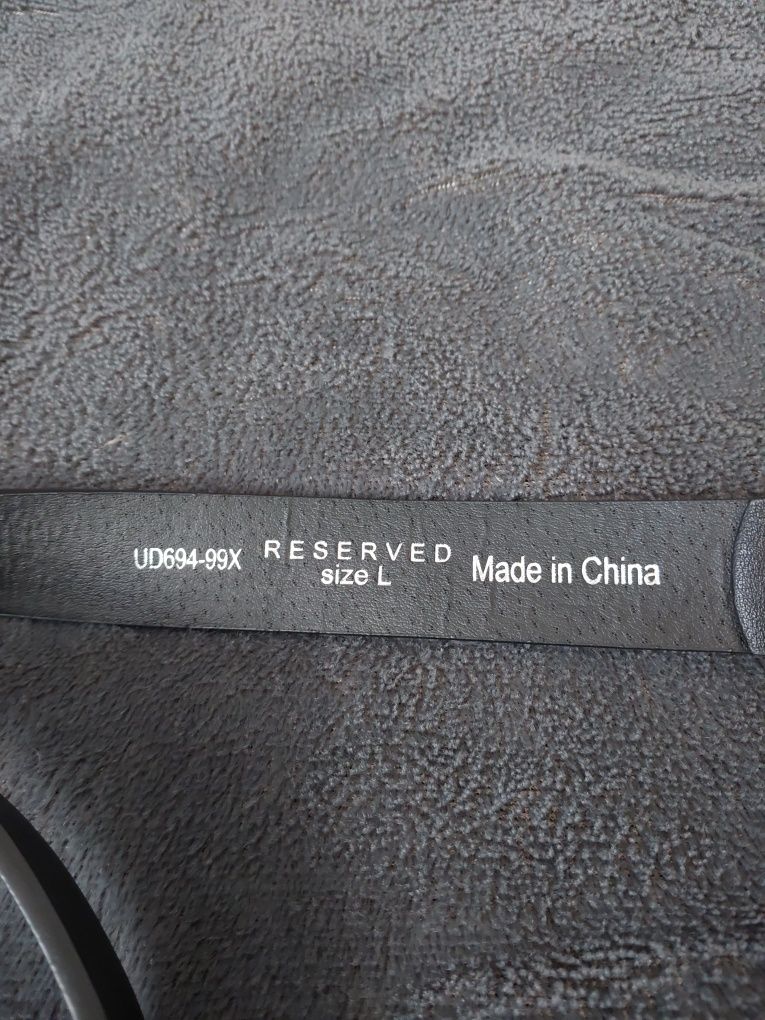 UD694-99X
RESERVED
size L
Made in China